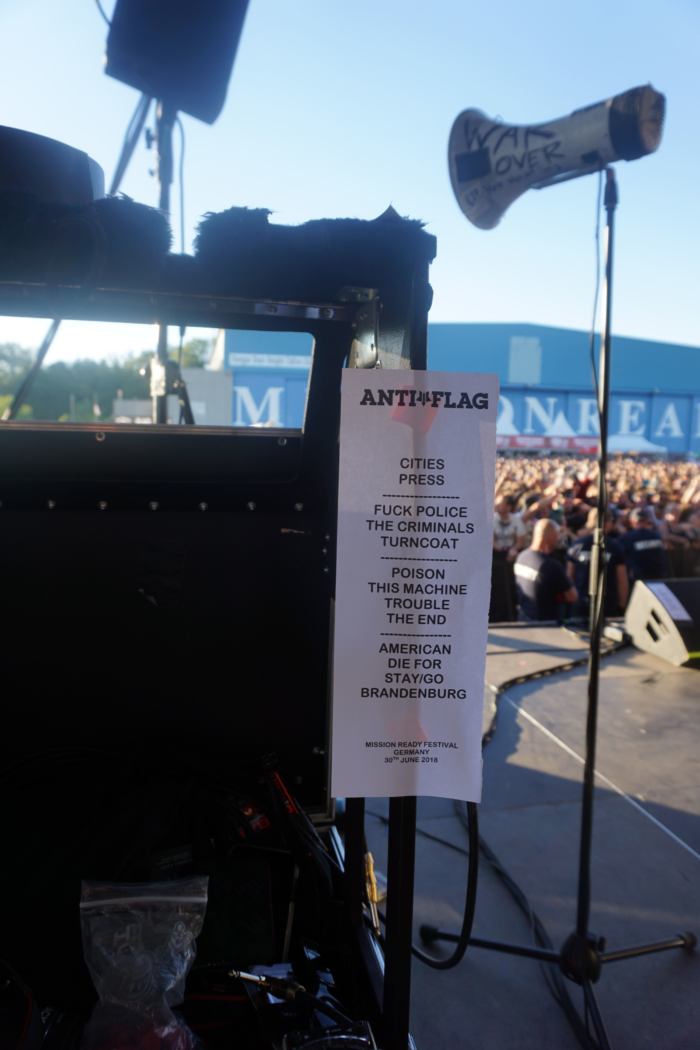 WAR
OVER
ANTI FLAG
CITIES
PRESS
--------------------
FUCK POLICE
THE CRIMINALS
TURNCOAT
--------------------
POISON
THIS MACHINE
TROUBLE
THE END
------------------
AMERICAN
DIE FOR
STAY/GO
BRANDENBURG
MISSION READY FESTIVAL
GERMANY
30TH JUNE 2018
M
ONREA